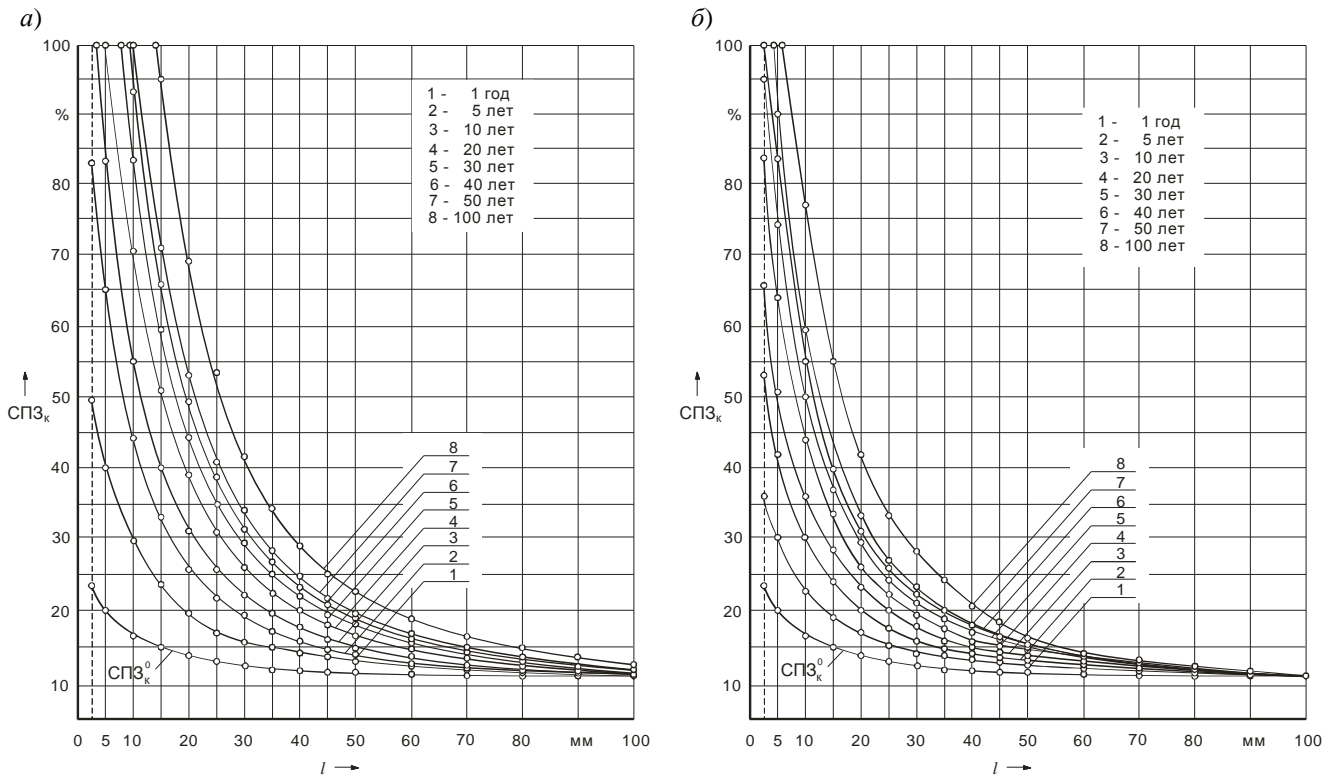 а)
100
%
80
70
60
50
СПЗк
40
30
20
10
1 - 1 год
2 - 5 лет
3 - 10 лет
4 - 20 лет
5 - 30 лет
6 - 40 лет
7 - 50 лет
8 - 100 лет
8
7
6
5
4
3
2
1
СПЗк⁰
0 5 10 20 30 40 50 60 70 80 мм 100
l
б)
100
%
80
70
60
50
СПЗк
40
30
20
10
1 - 1 год
2 - 5 лет
3 - 10 лет
4 - 20 лет
5 - 30 лет
6 - 40 лет
7 - 50 лет
8 - 100 лет
8
7
6
5
4
3
2
1
СПЗк⁰
0 5 10 20 30 40 50 60 70 80 мм 100
l